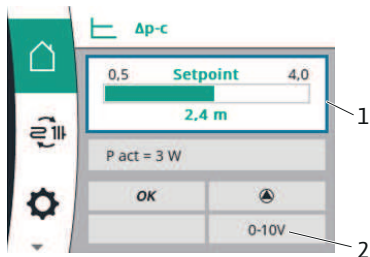 Δp-c
0,5 Setpoint 4,0
2,4 m
1
P act = 3 W
OK
0-10V
2